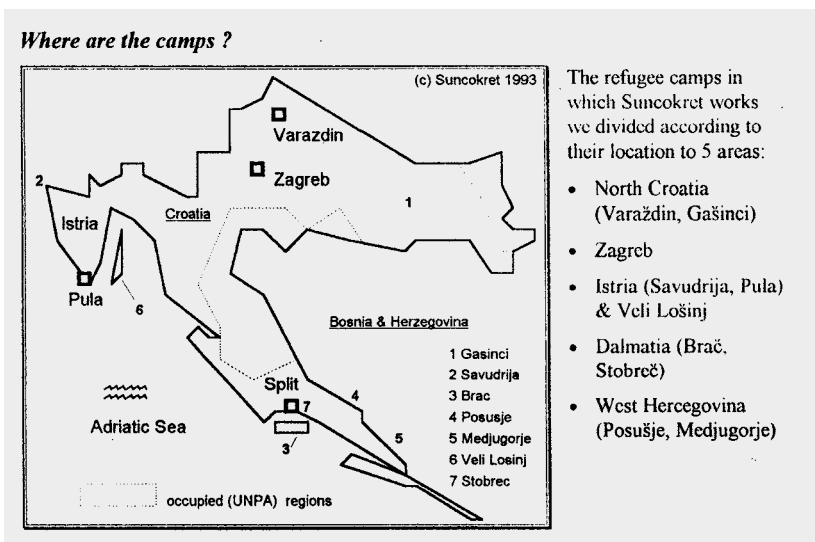 Where are the camps ?
(c) Suncokret 1993
Varazdin
Zagreb
2
Istria
Croatia
1
Pula
6
Bosnia & Herzegovina
Split
7
4
5
3
Adriatic Sea
1 Gasinci
2 Savudrija
3 Brac
4 Posusje
5 Medjugorje
6 Veli Losinj
7 Stobrec
occupied (UNPA) regions
The refugee camps in
which Suncokret works
we divided according to
their location to 5 areas:
• North Croatia
(Varaždin, Gašinci)
• Zagreb
• Istria (Savudrija, Pula)
& Veli Lošinj
• Dalmatia (Brač,
Stobreč)
• West Hercegovina
(Posušje, Medjugorje)